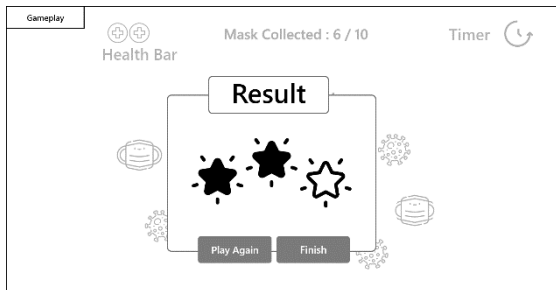 Gameplay
Mask Collected : 6 / 10
Timer
Health Bar
Result
Play Again
Finish